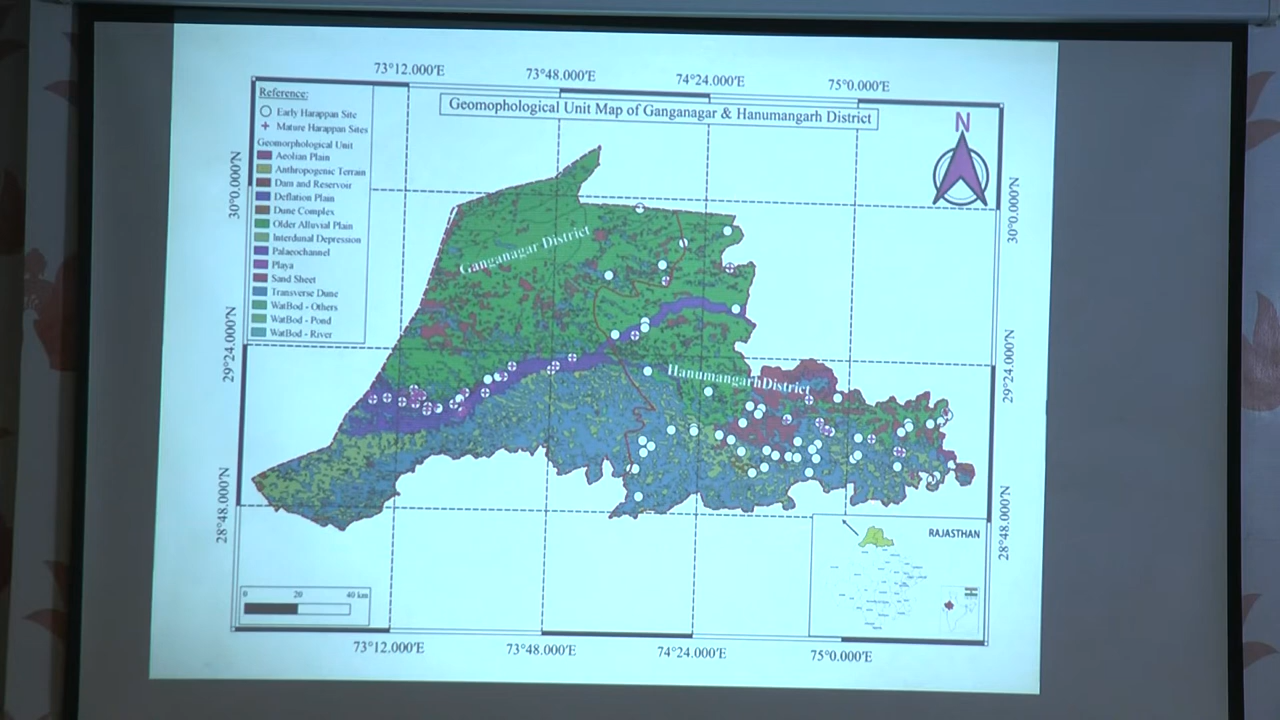 73°12.000'E 73°48.000'E 74°24.000'E 75°0.000'E
Geomophological Unit Map of Ganganagar & Hanumangarh District
Reference:
Early Harappan Site
Mature Harappan Sites
Geomorphological Unit
Aeolian Plain
Anthropogenic Terrain
Dam and Reservoir
Deflation Plain
Dune Complex
Older Alluvial Plain
Interdunal Depression
Palaeochannel
Playa
Sand Sheet
Transverse Dune
WatBod - Others
WatBod - Pond
WatBod - River
N
30°0.000'N
29°24.000'N
28°48.000'N
Ganganagar District
Hanumangarh District
30°0.000'N
29°24.000'N
28°48.000'N
RAJASTHAN
0 20 40 km
73°12.000'E 73°48.000'E 74°24.000'E 75°0.000'E